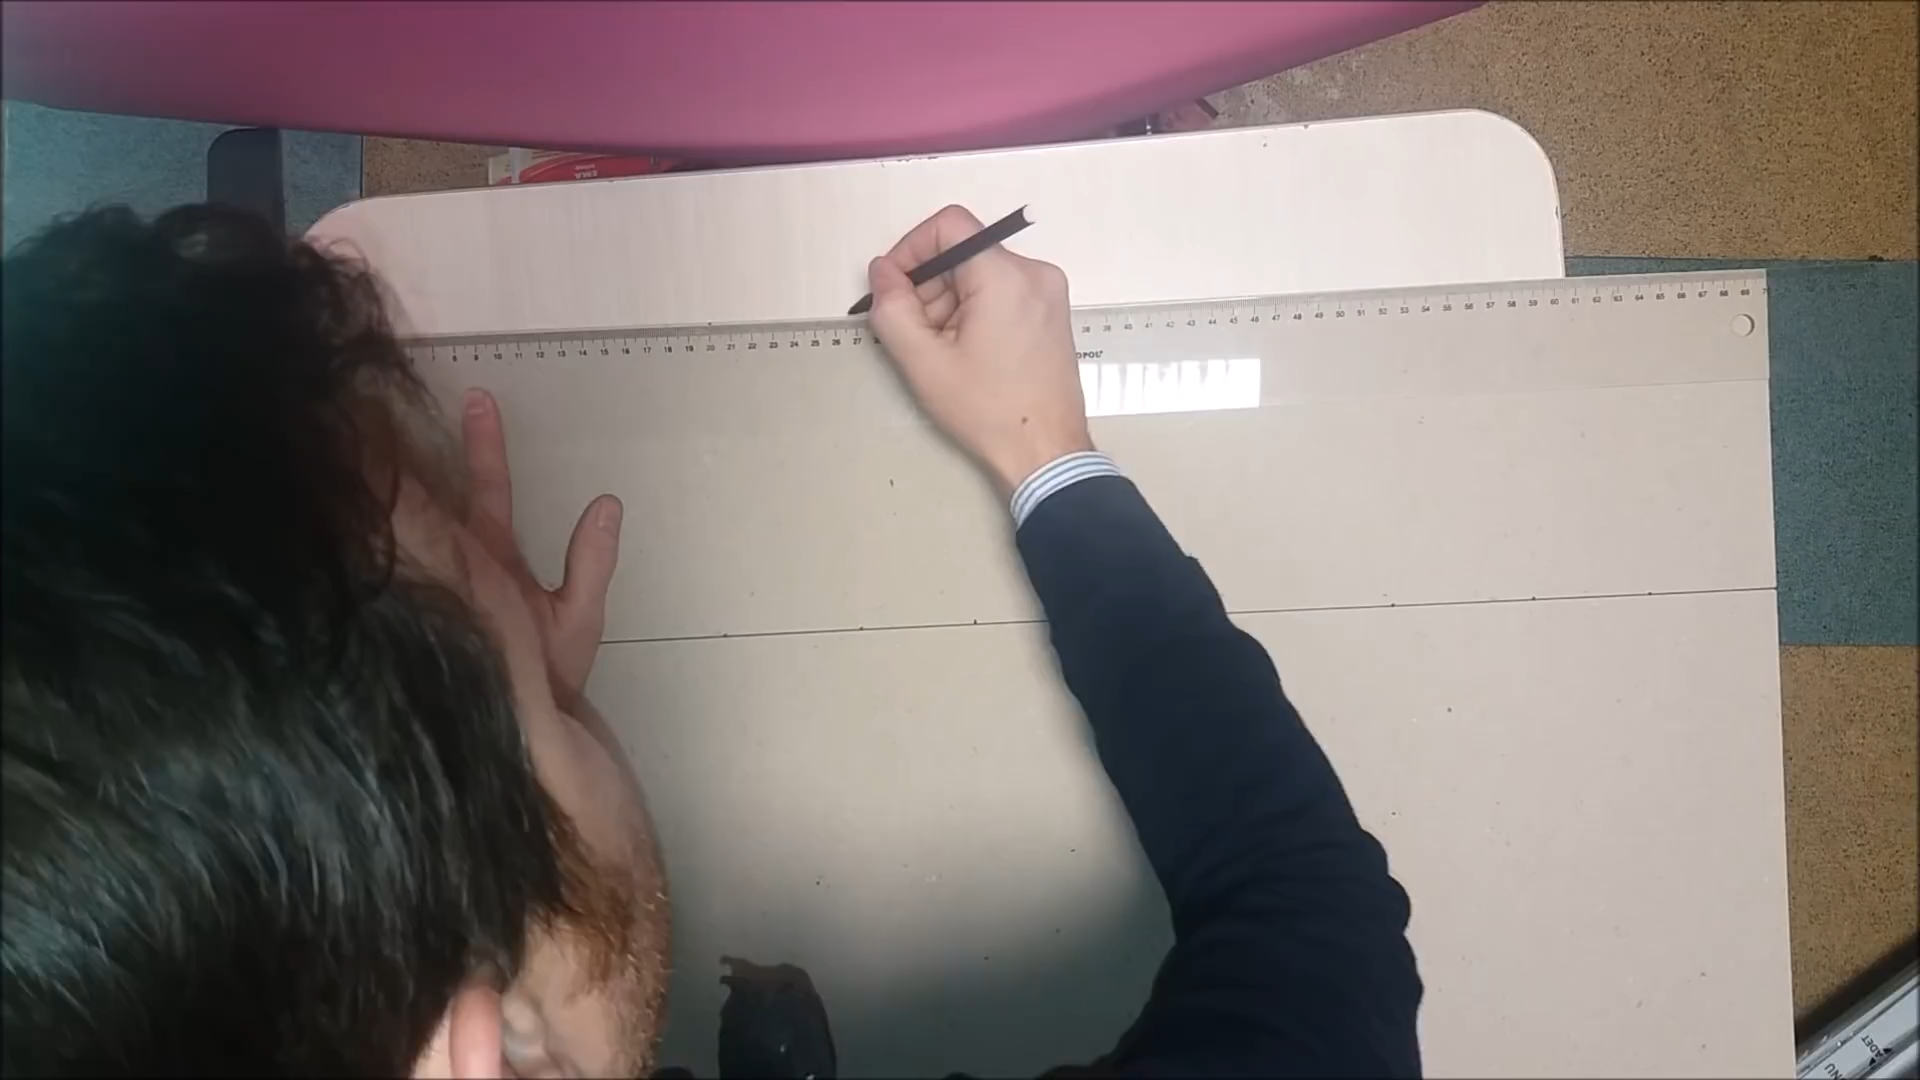 8 9 10 11 12 13 14 15 16 17 18 19 20 21 22 23 24 25 26 27
38 39 40 41 42 43 44 45 46 47 48 49 50 51 52 53 54 55 56 57 58 59 60 61 62 63 64 65 66 67 68 69
OPOL
ADET